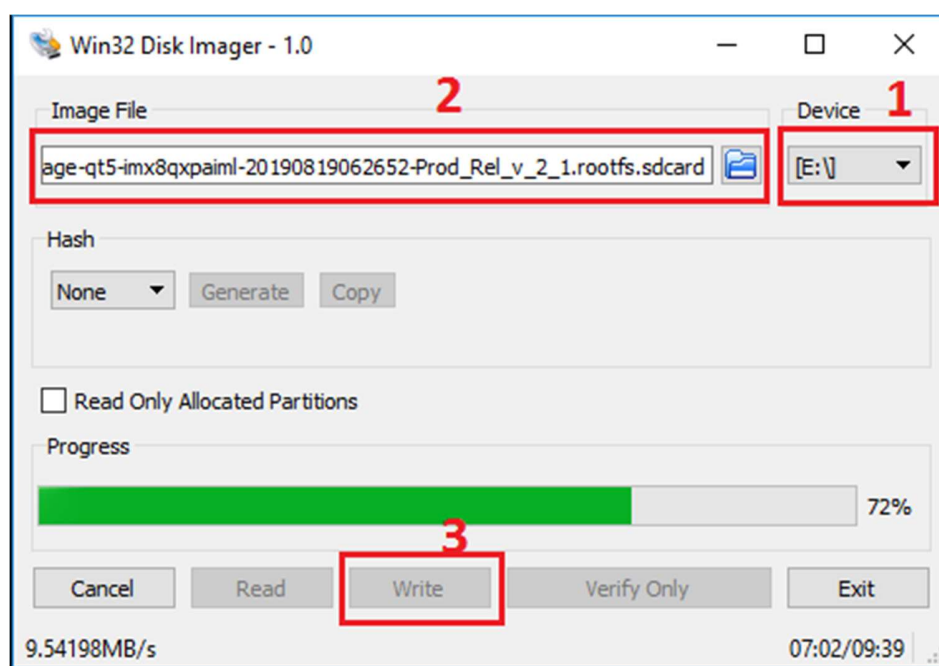 Win32 Disk Imager - 1.0
2
1
Image File
Device
age-qt5-imx8qxpaiml-20190819062652-Prod_Rel_v_2_1.rootfs.sdcard
[E:\]
Hash
None
Generate
Copy
Read Only Allocated Partitions
Progress
72%
3
Cancel
Read
Write
Verify Only
Exit
9.54198MB/s
07:02/09:39